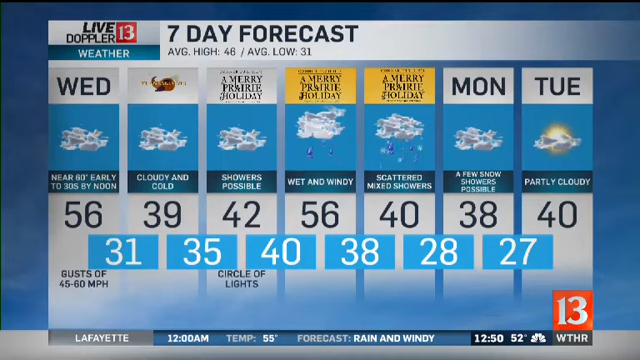 LIVE
DOPPLER 13
WEATHER
7 DAY FORECAST
AVG. HIGH: 46 / AVG. LOW: 31
WED
A MERRY
PRAIRIE
HOLIDAY
A MERRY
PRAIRIE
HOLIDAY
A MERRY
PRAIRIE
HOLIDAY
MON
TUE
NEAR 60° EARLY
TO 30S BY NOON
CLOUDY AND
COLD
SHOWERS
POSSIBLE
WET AND WINDY
SCATTERED
MIXED SHOWERS
A FEW SNOW
SHOWERS
POSSIBLE
PARTLY CLOUDY
56 39 42 56 40 38 40
31 35 40 38 28 27
GUSTS OF
45-60 MPH
CIRCLE OF
LIGHTS
13
LAFAYETTE 12:00AM TEMP: 55° FORECAST: RAIN AND WINDY 12:50 52° WTHR